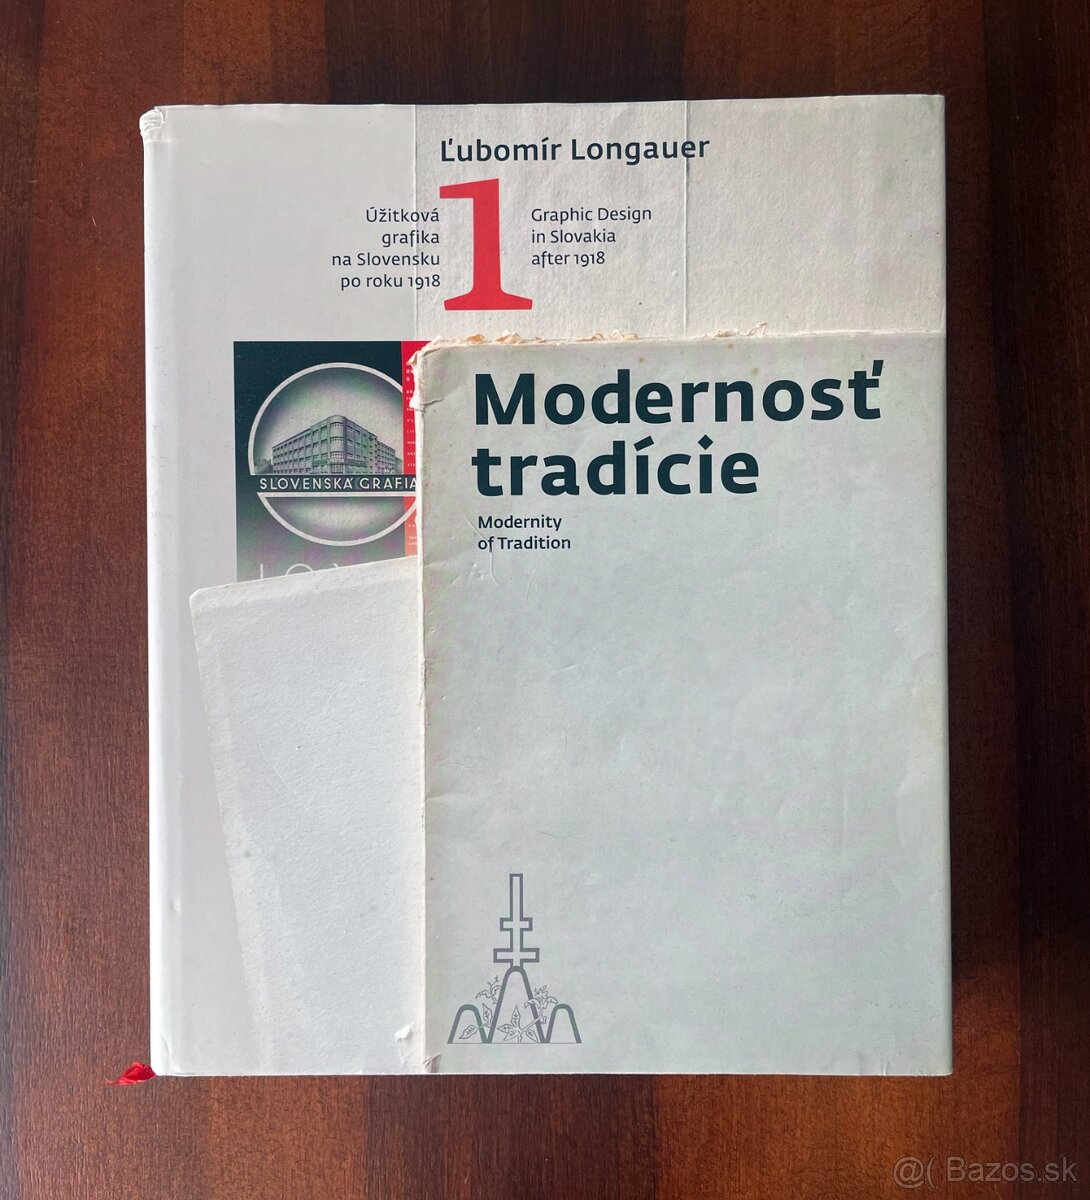 Ľubomír Longauer
1
Úžitková
grafika
na Slovensku
po roku 1918
Graphic Design
in Slovakia
after 1918
SLOVENSKÁ GRAFIA
Modernosť
tradície
Modernity
of Tradition
@( Bazos.sk